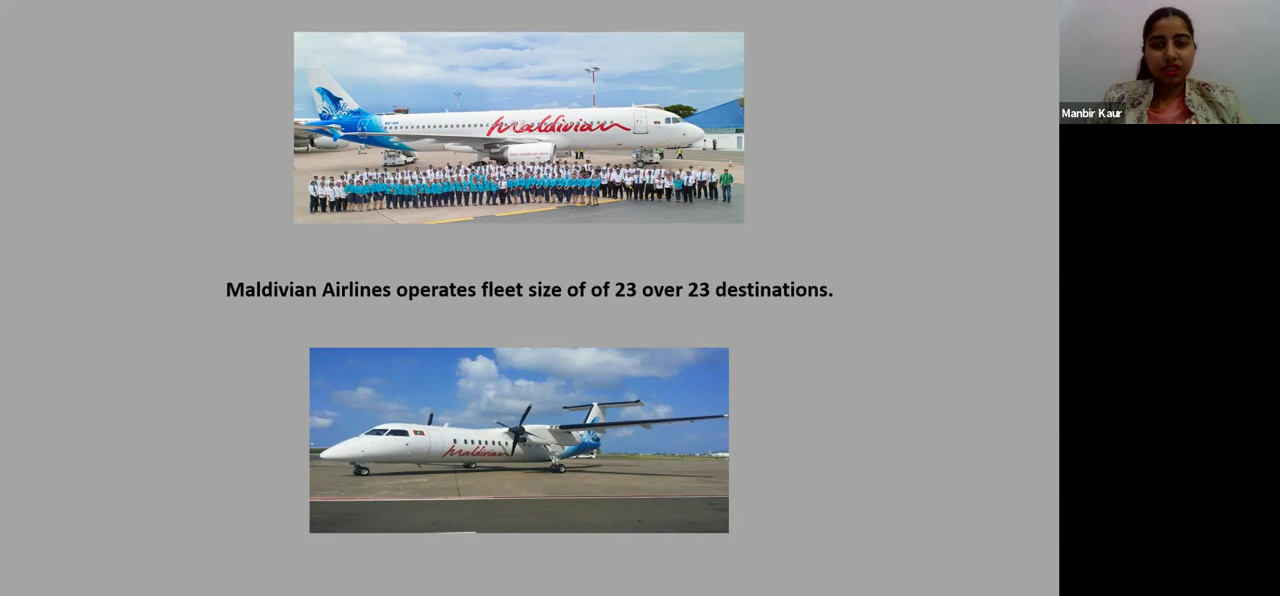 maldivian
Manbir Kaur
Maldivian Airlines operates fleet size of of 23 over 23 destinations.
maldivian